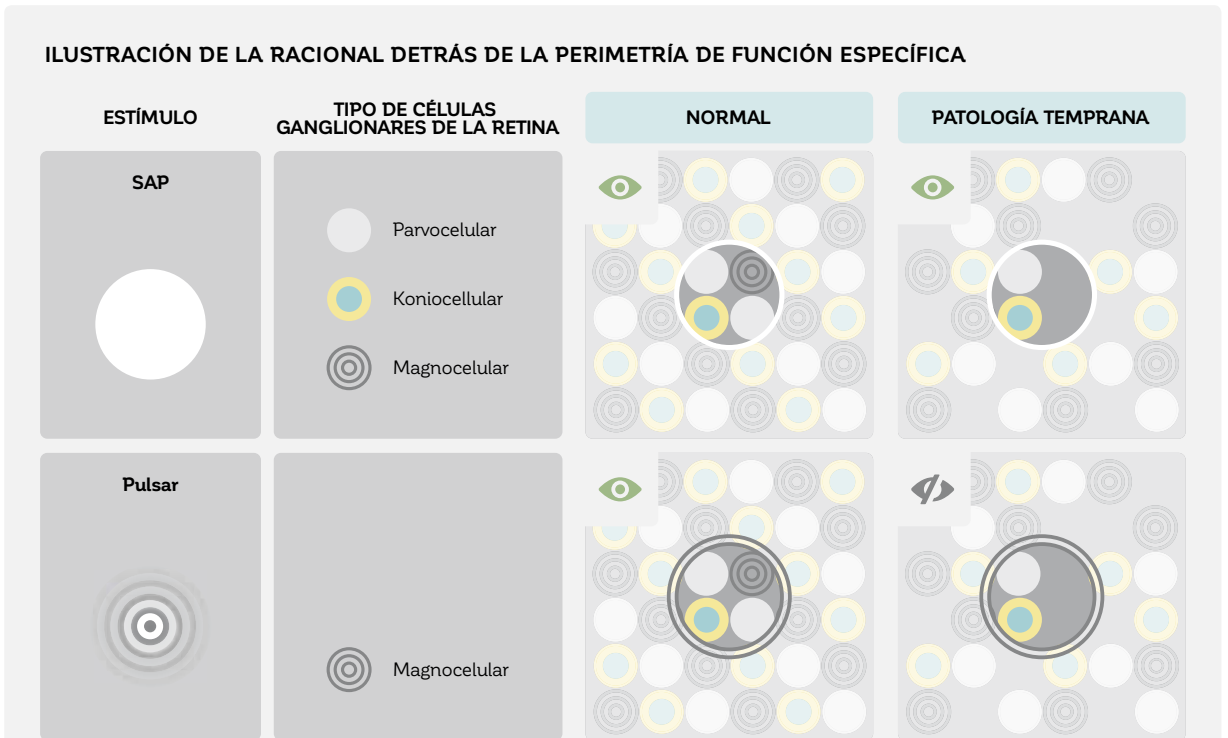 ILUSTRACIÓN DE LA RACIONAL DETRÁS DE LA PERIMETRÍA DE FUNCIÓN ESPECÍFICA
ESTÍMULO
TIPO DE CÉLULAS
GANGLIONARES DE LA RETINA
NORMAL
PATOLOGÍA TEMPRANA
SAP
Parvocelular
Koniocellular
Magnocelular
Pulsar
Magnocelular